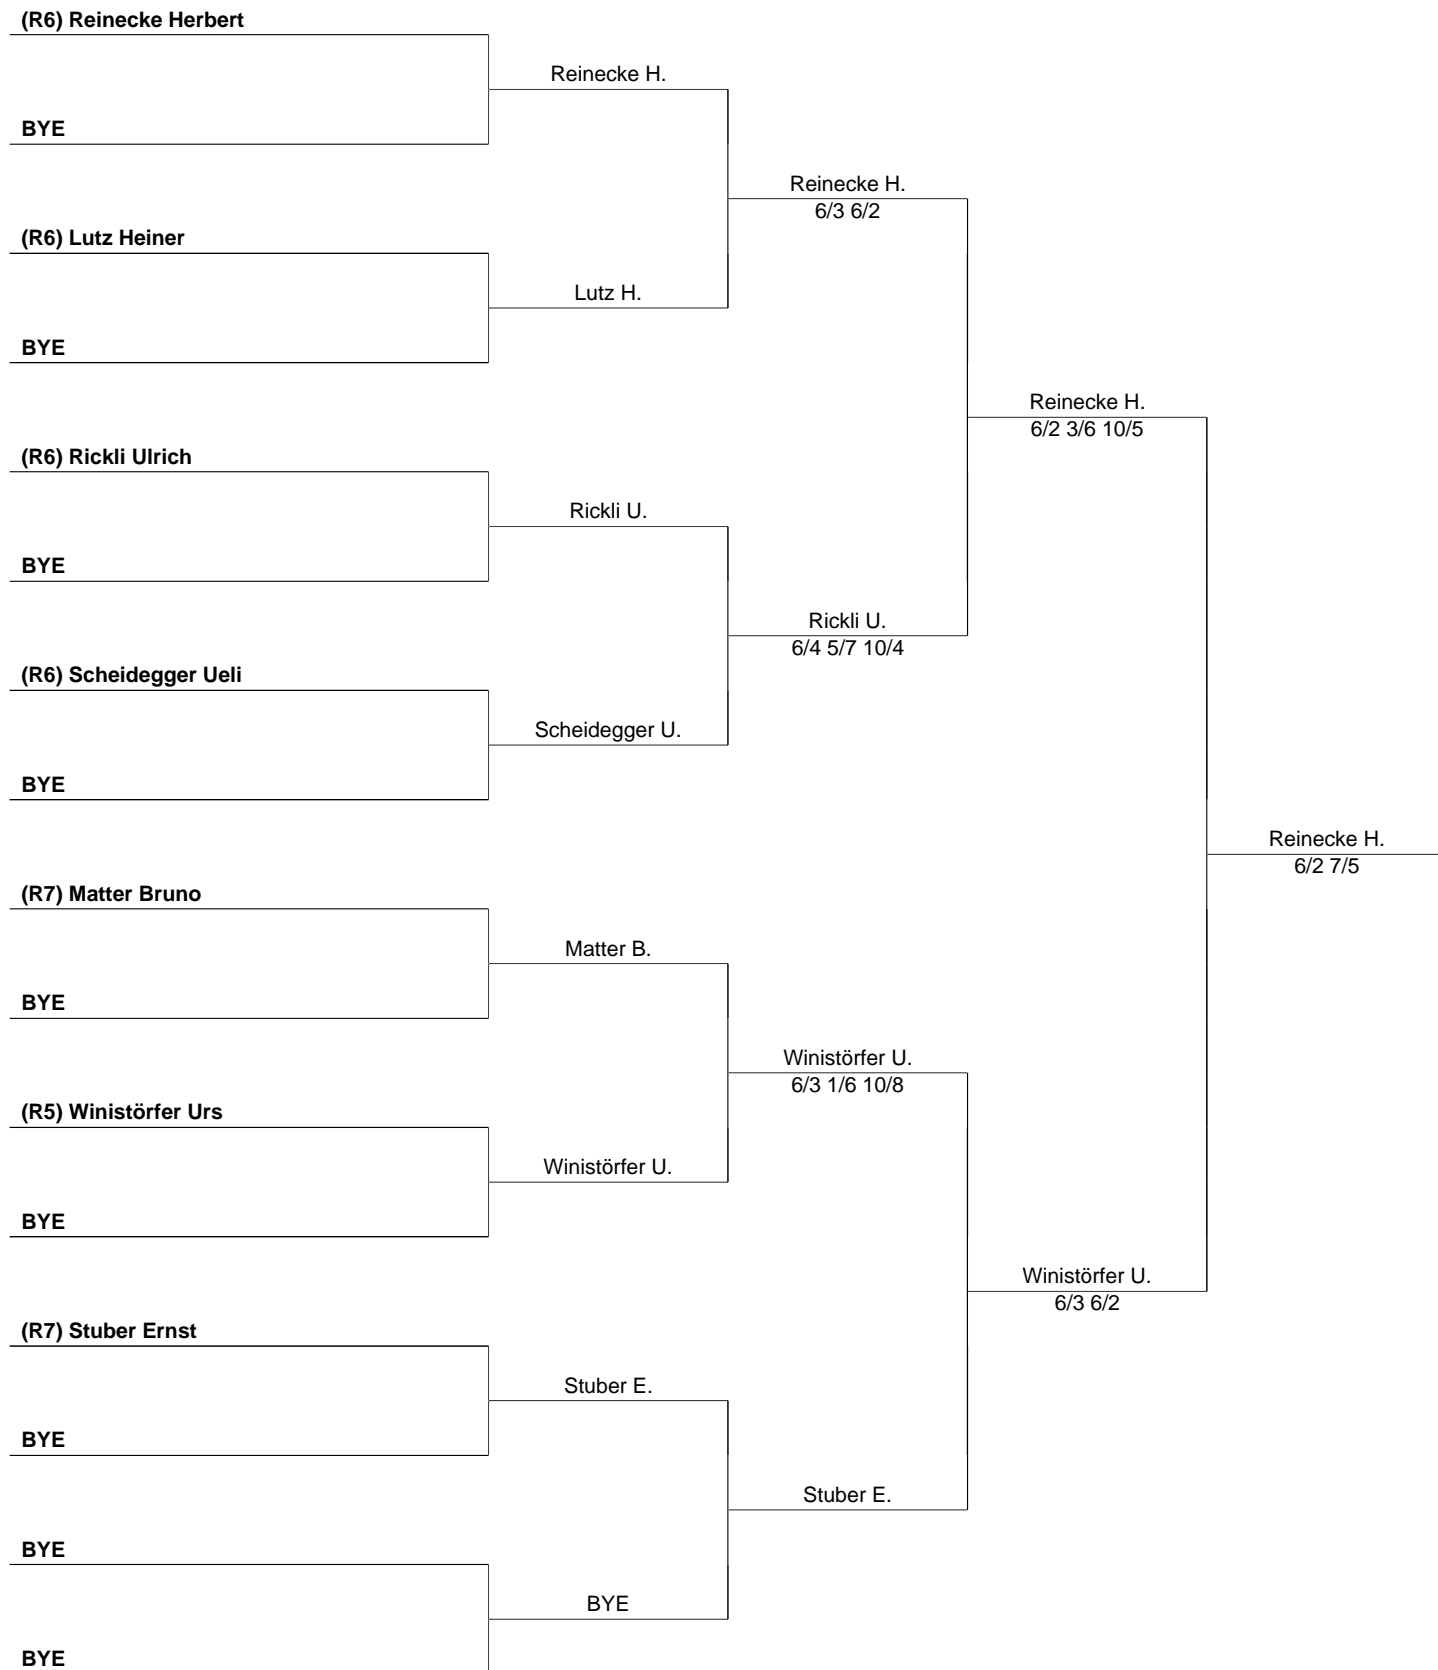 (R6) Reinecke Herbert
Reinecke H.
BYE
Reinecke H.
6/3 6/2
(R6) Lutz Heiner
Lutz H.
BYE
Reinecke H.
6/2 3/6 10/5
(R6) Rickli Ulrich
Rickli U.
BYE
Rickli U.
6/4 5/7 10/4
(R6) Scheidegger Ueli
Scheidegger U.
BYE
Reinecke H.
6/2 7/5
(R7) Matter Bruno
Matter B.
BYE
Winistörfer U.
6/3 1/6 10/8
(R5) Winistörfer Urs
Winistörfer U.
BYE
Winistörfer U.
6/3 6/2
(R7) Stuber Ernst
Stuber E.
BYE
Stuber E.
BYE
BYE
BYE